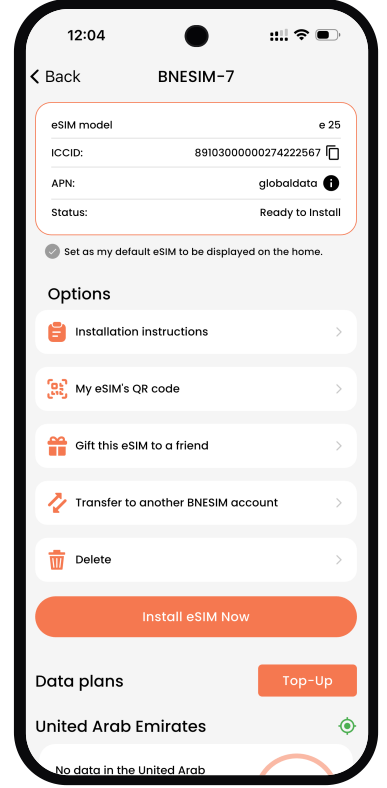 12:04
Back
BNESIM-7
eSIM model e 25
ICCID: 89103000000274222567
APN: globaldata
Status: Ready to Install
Set as my default eSIM to be displayed on the home.
Options
Installation instructions
My eSIM's QR code
Gift this eSIM to a friend
Transfer to another BNESIM account
Delete
Install eSIM Now
Data plans
Top-Up
United Arab Emirates
No data in the United Arab